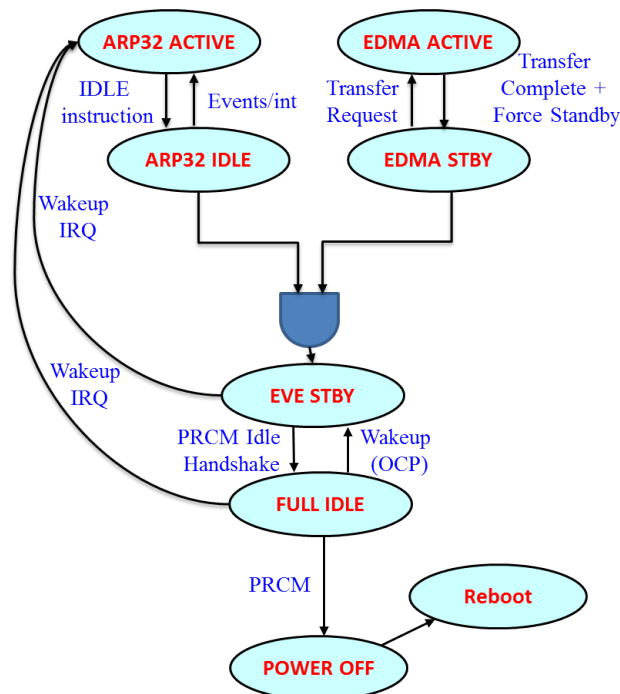 ARP32 ACTIVE
EDMA ACTIVE
IDLE
instruction
Events/int
Transfer
Request
Transfer
Complete +
Force Standby
ARP32 IDLE
EDMA STBY
Wakeup
IRQ
Wakeup
IRQ
EVE STBY
PRCM Idle
Handshake
Wakeup
(OCP)
FULL IDLE
PRCM
Reboot
POWER OFF